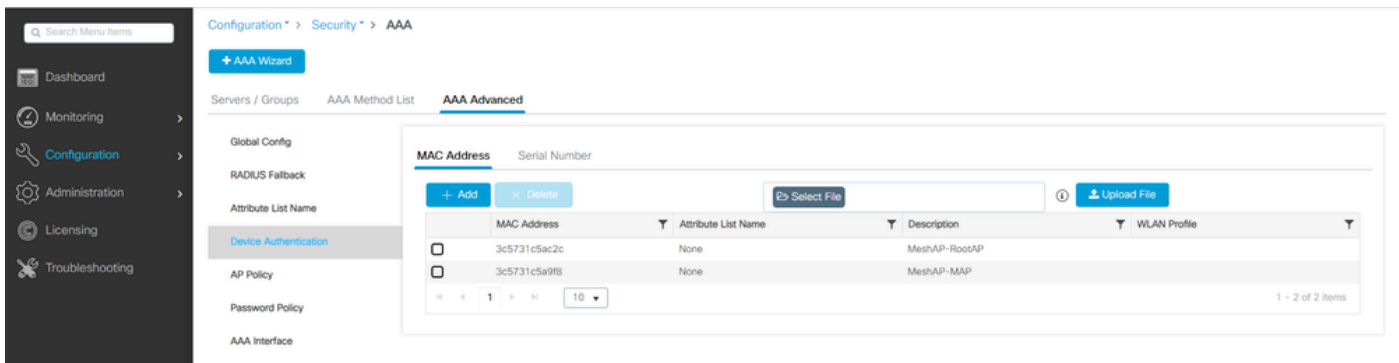 Search Menu Items
Dashboard
Monitoring
Configuration
Administration
Licensing
Troubleshooting
Configuration > Security > AAA
+ AAA Wizard
Servers / Groups AAA Method List AAA Advanced
Global Config
RADIUS Fallback
Attribute List Name
Device Authentication
AP Policy
Password Policy
AAA Interface
MAC Address Serial Number
+ Add × Delete Select File Upload File
MAC Address Attribute List Name Description WLAN Profile
3c5731c5ac2c None MeshAP-RootAP
3c5731c5a9f8 None MeshAP-MAP
1 10 1 - 2 of 2 items